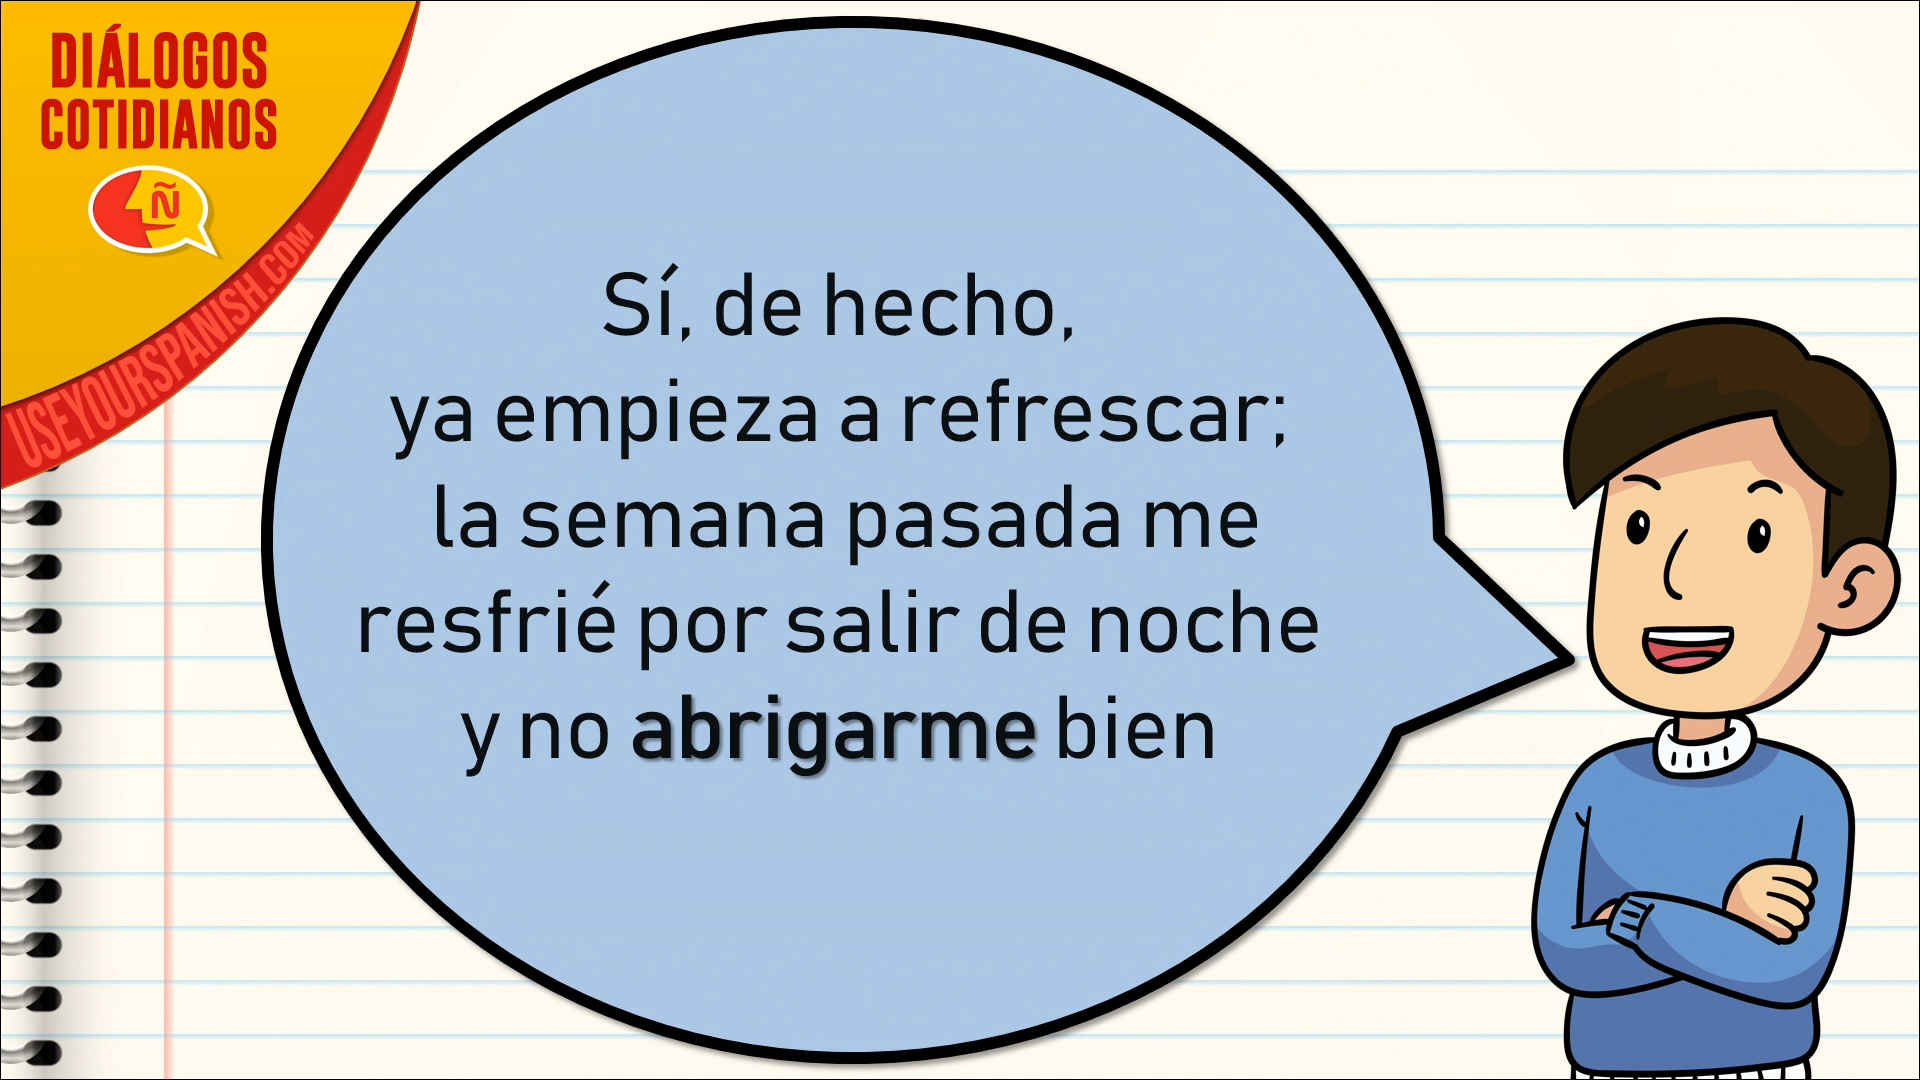 DIÁLOGOS
COTIDIANOS
Ñ
USEYOURSPANISH.COM
Sí, de hecho,
ya empieza a refrescar;
la semana pasada me
resfrié por salir de noche
y no abrigarme bien